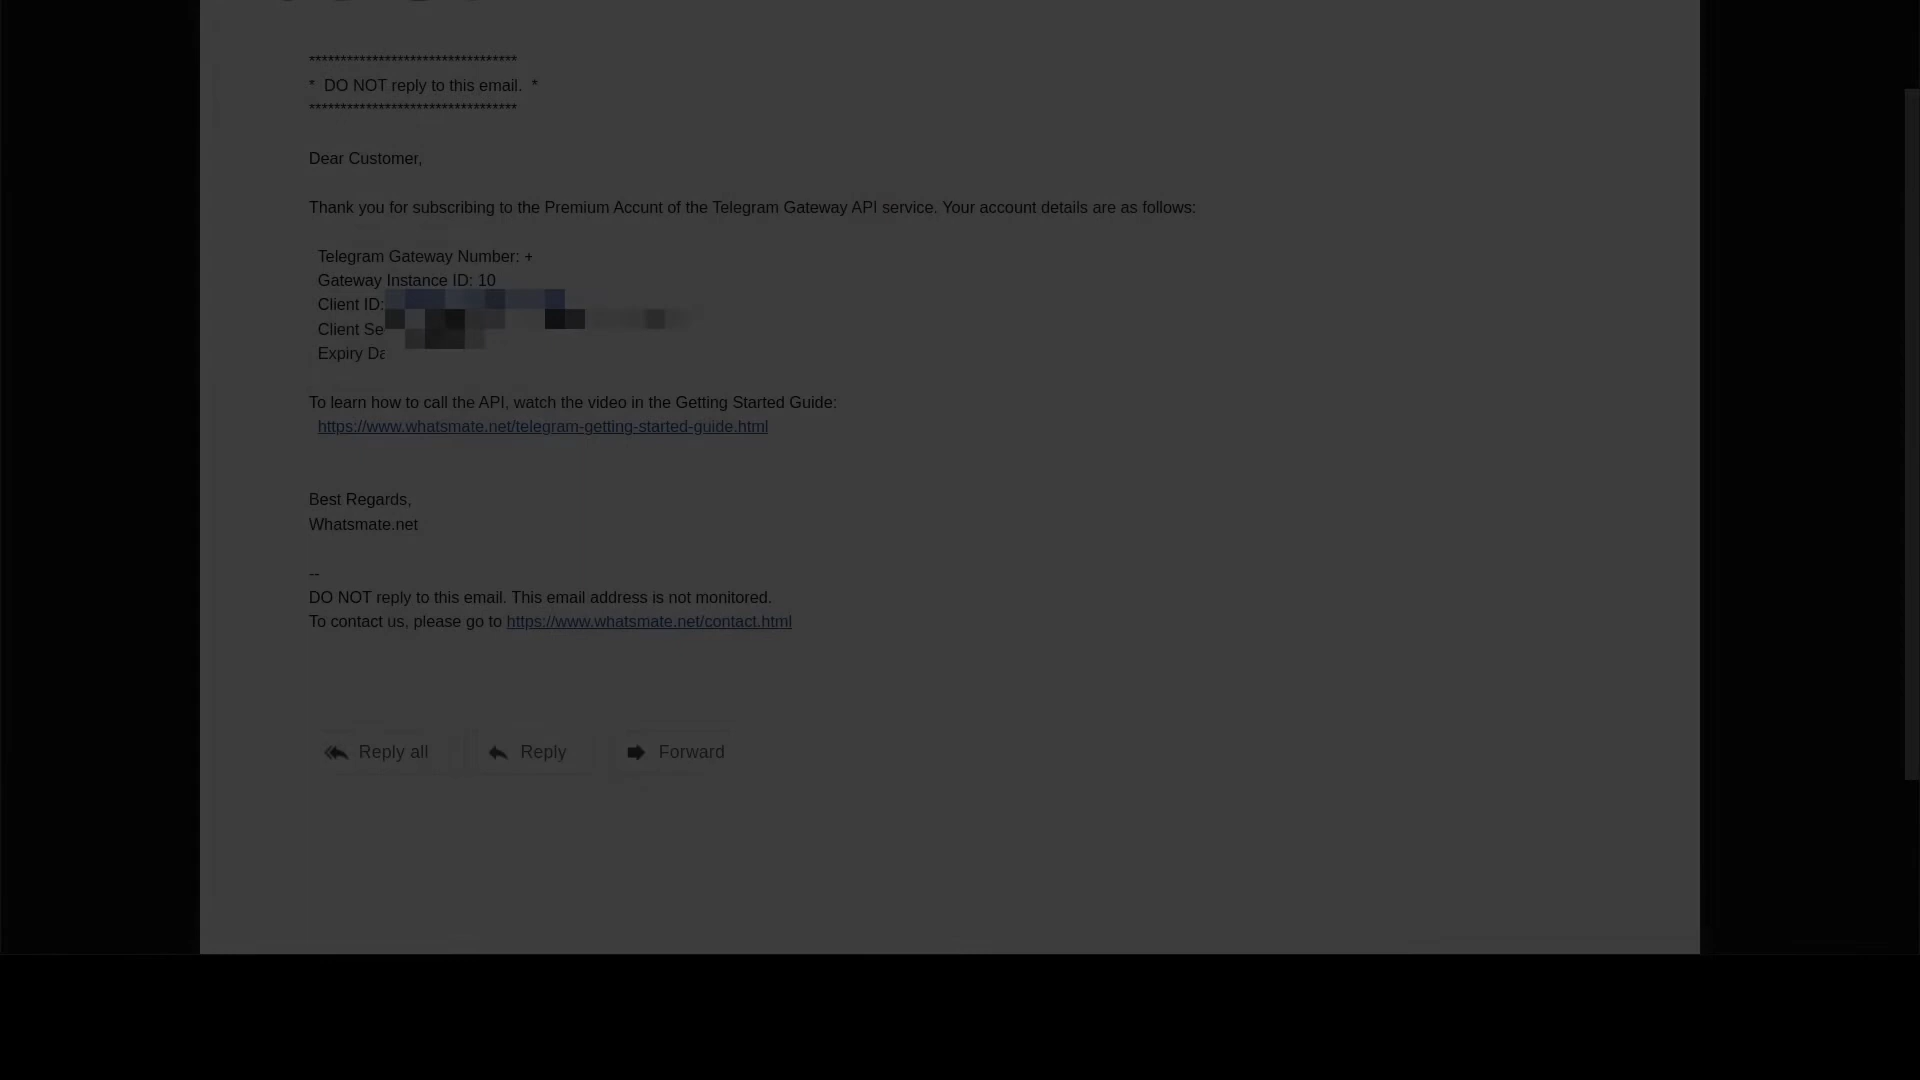 *********************************
*  DO NOT reply to this email.  *
*********************************
Dear Customer,
Thank you for subscribing to the Premium Accunt of the Telegram Gateway API service. Your account details are as follows:
Telegram Gateway Number: +
Gateway Instance ID: 10
Client ID:
Client Se
Expiry Da
To learn how to call the API, watch the video in the Getting Started Guide:
https://www.whatsmate.net/telegram-getting-started-guide.html
Best Regards,
Whatsmate.net
--
DO NOT reply to this email. This email address is not monitored.
To contact us, please go to https://www.whatsmate.net/contact.html
Reply all Reply Forward